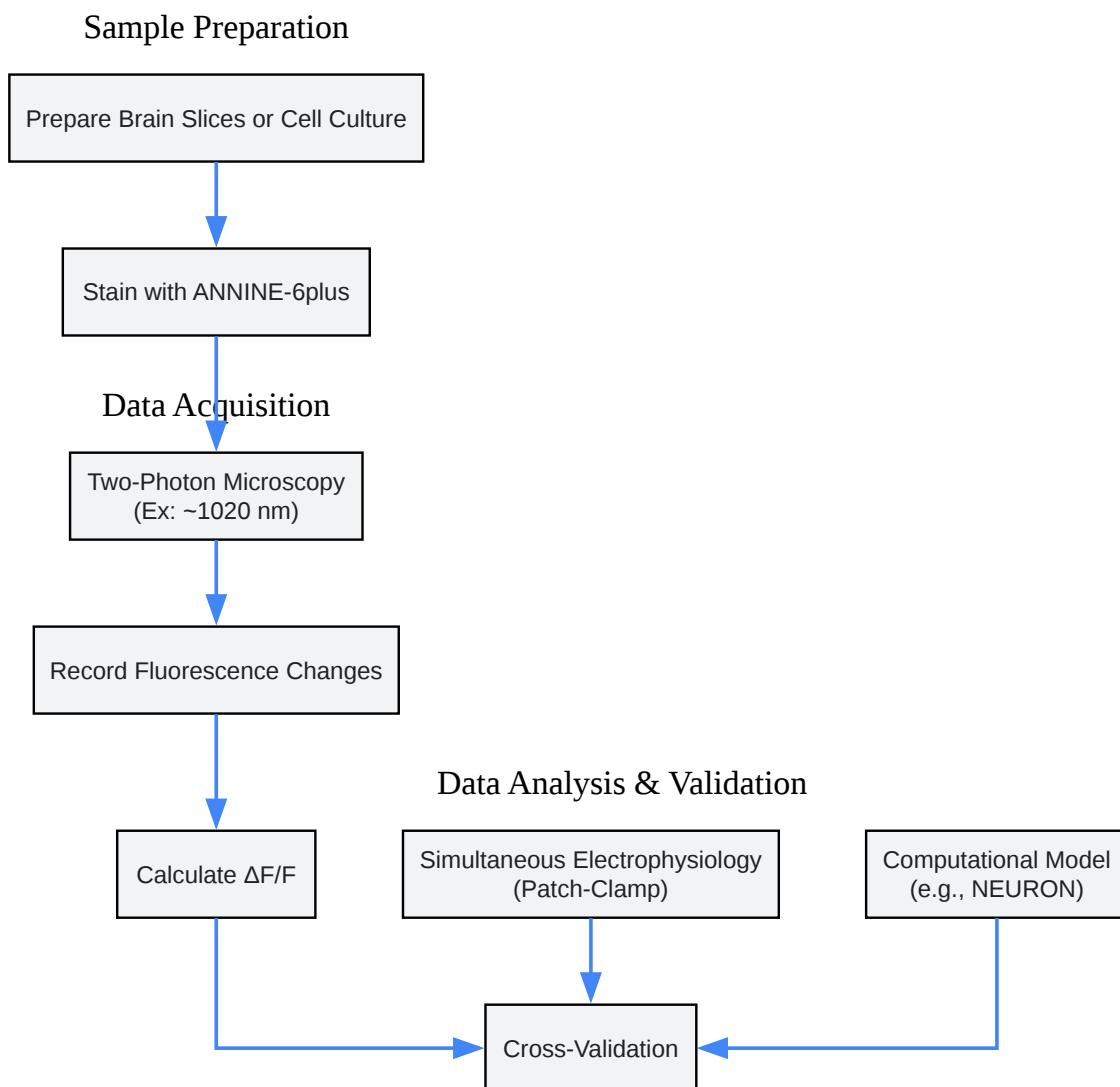 Sample Preparation
Prepare Brain Slices or Cell Culture
Stain with ANNINE-6plus
Data Acquisition
Two-Photon Microscopy
(Ex: ~1020 nm)
Record Fluorescence Changes
Data Analysis & Validation
Calculate ΔF/F
Simultaneous Electrophysiology
(Patch-Clamp)
Computational Model
(e.g., NEURON)
Cross-Validation